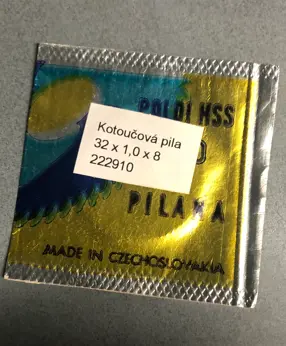 POLDI HSS
Kotoučová pila
32 x 1,0 x 8
222910
PILANA
MADE IN CZECHOSLOVAKIA